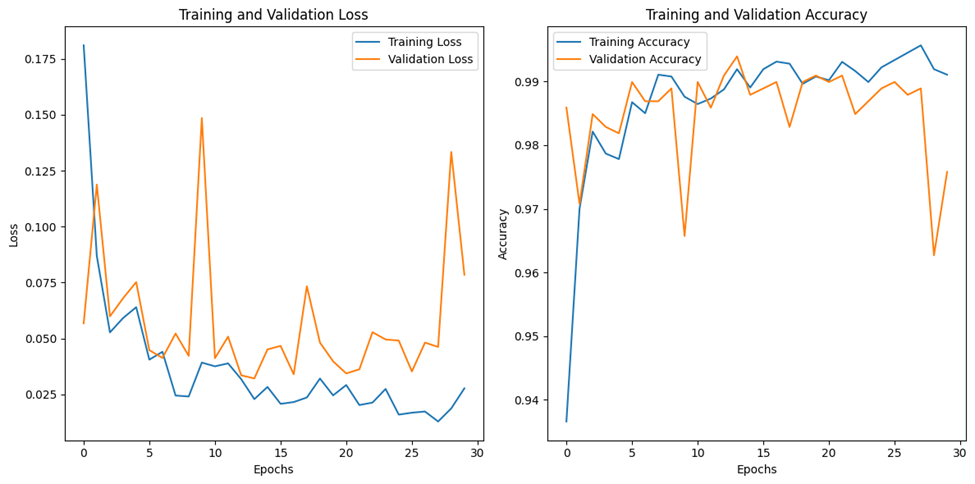 Training and Validation Loss
Training Loss
Validation Loss
0.175
0.150
0.125
0.100
0.075
0.050
0.025
Loss
0 5 10 15 20 25 30
Epochs
Training and Validation Accuracy
Training Accuracy
Validation Accuracy
0.99
0.98
0.97
0.96
0.95
0.94
Accuracy
0 5 10 15 20 25 30
Epochs